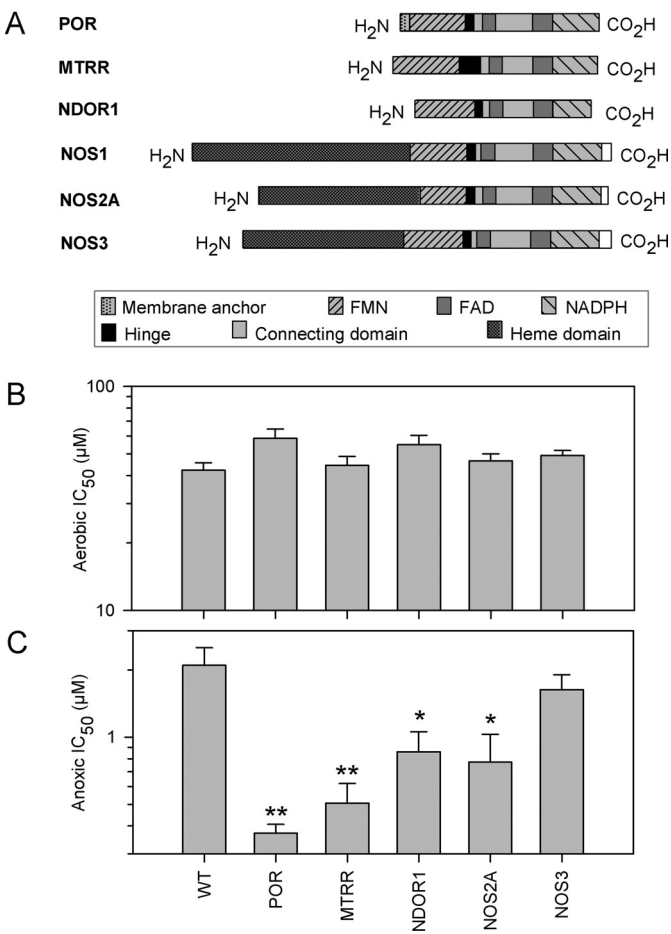 A
POR H₂N CO₂H
MTRR H₂N CO₂H
NDOR1 H₂N CO₂H
NOS1 H₂N CO₂H
NOS2A H₂N CO₂H
NOS3 H₂N CO₂H
Membrane anchor FMN FAD NADPH
Hinge Connecting domain Heme domain
B
Aerobic IC₅₀ (µM)
100
10
C
Anoxic IC₅₀ (µM)
1
** ** * *
WT POR MTRR NDOR1 NOS2A NOS3